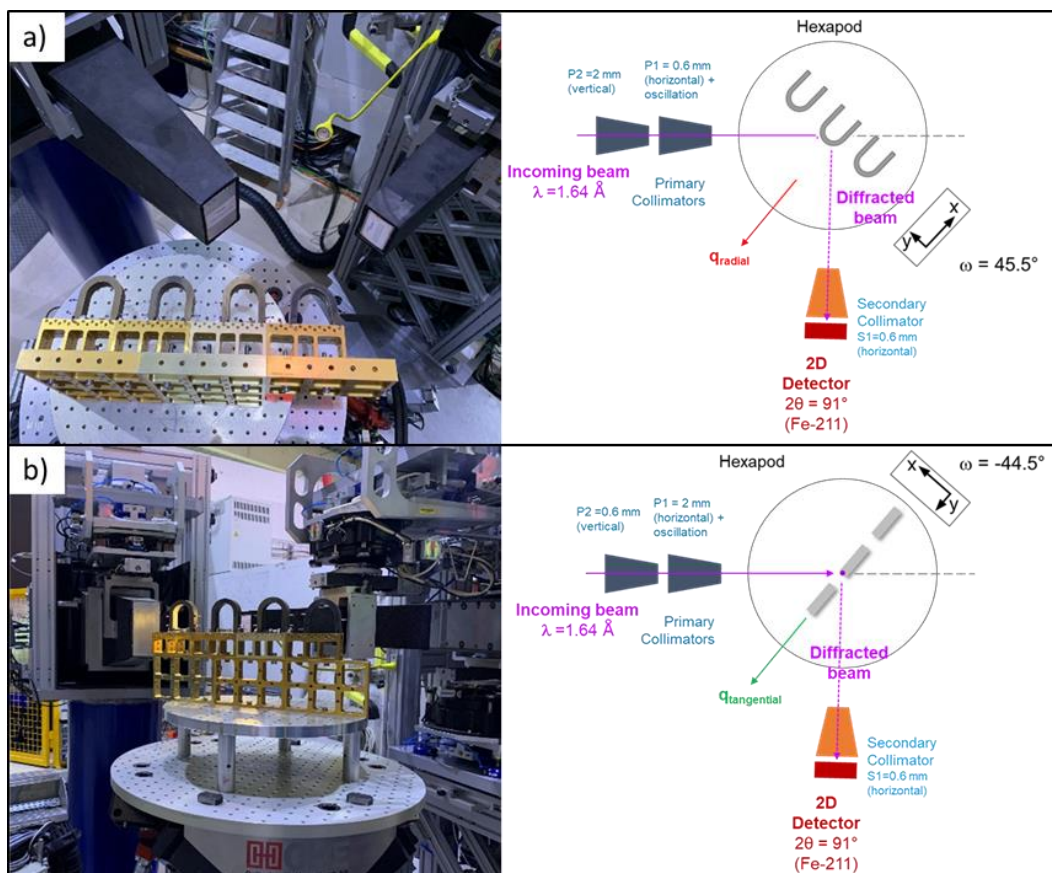 a)
Hexapod
P2 =2 mm
(vertical)
P1 = 0.6 mm
(horizontal) +
oscillation
Incoming beam
λ =1.64 Å
Primary
Collimators
Diffracted
beam
q radial
x
y
ω = 45.5°
Secondary
Collimator
S1=0.6 mm
(horizontal)
2D
Detector
2θ = 91°
(Fe-211)
b)
Hexapod
x
y
ω = -44.5°
P2 =0.6 mm
(vertical)
P1 = 2 mm
(horizontal) +
oscillation
Incoming beam
λ =1.64 Å
Primary
Collimators
Diffracted
beam
q tangential
Secondary
Collimator
S1=0.6 mm
(horizontal)
2D
Detector
2θ = 91°
(Fe-211)